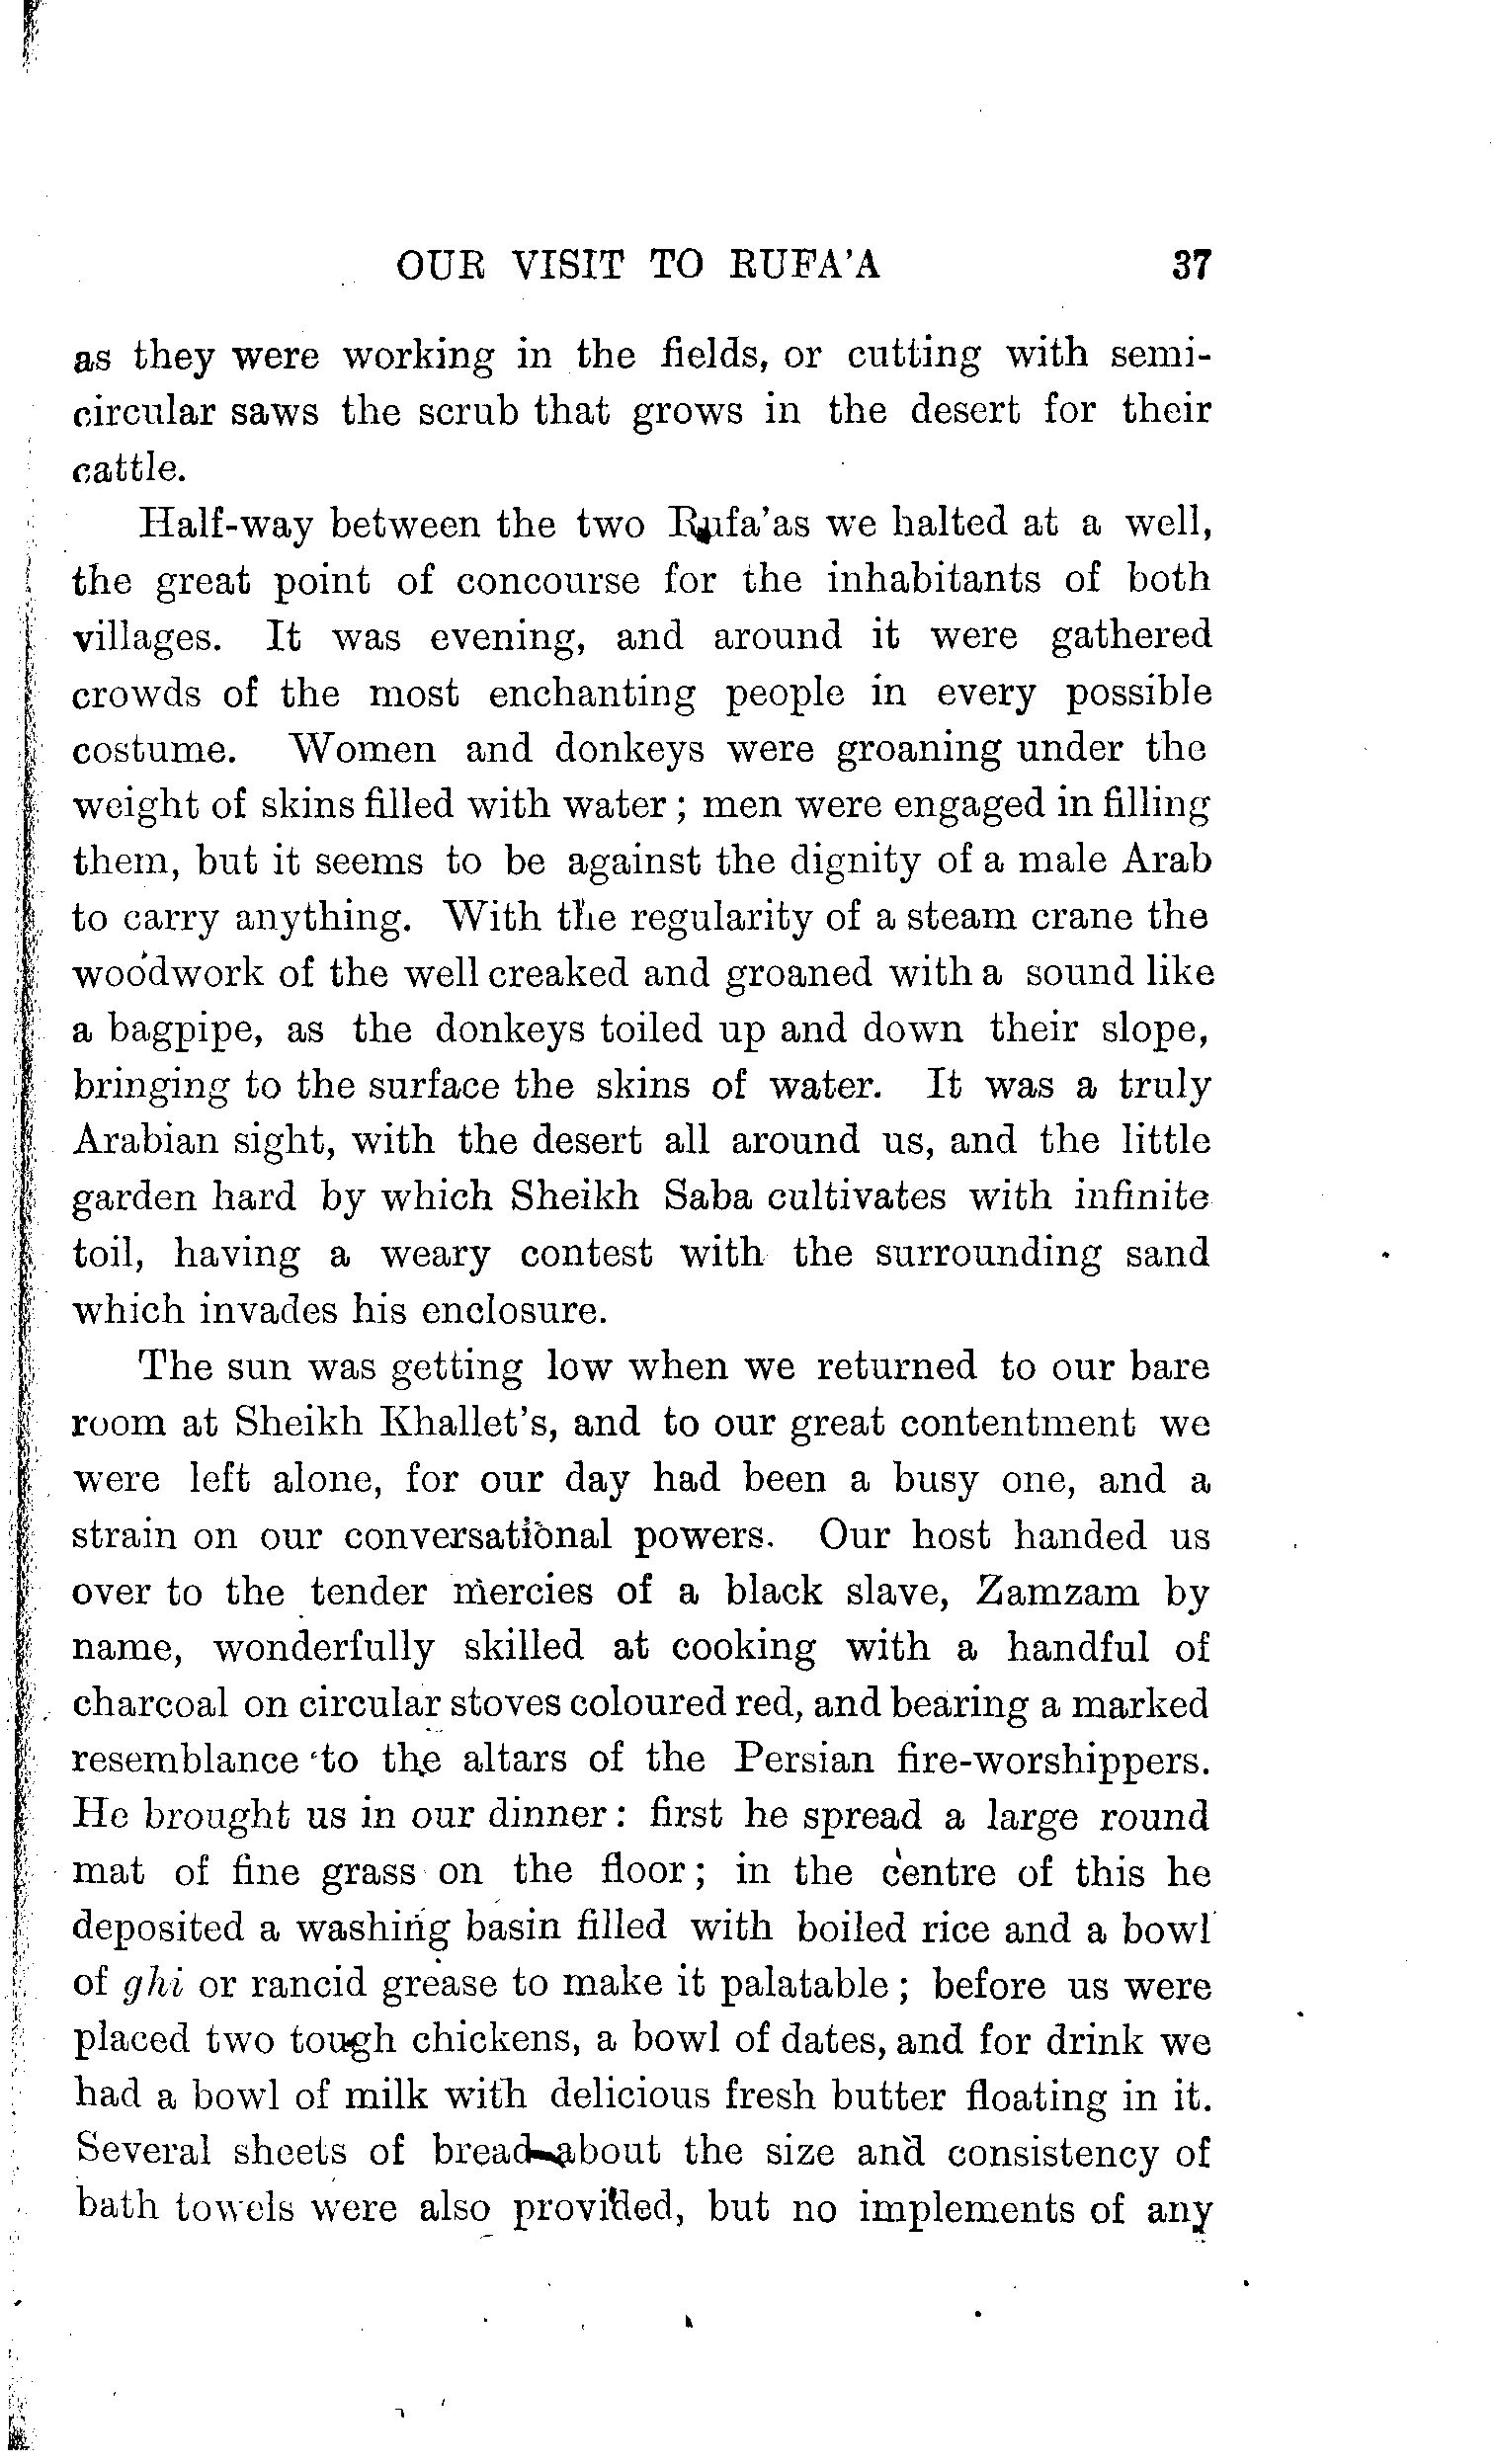 OUR VISIT TO RUFA'A 37
as they were working in the fields, or cutting with semi-
circular saws the scrub that grows in the desert for their
cattle.
Half-way between the two Rufa'as we halted at a well,
the great point of concourse for the inhabitants of both
villages. It was evening, and around it were gathered
crowds of the most enchanting people in every possible
costume. Women and donkeys were groaning under the
weight of skins filled with water; men were engaged in filling
them, but it seems to be against the dignity of a male Arab
to carry anything. With the regularity of a steam crane the
woodwork of the well creaked and groaned with a sound like
a bagpipe, as the donkeys toiled up and down their slope,
bringing to the surface the skins of water. It was a truly
Arabian sight, with the desert all around us, and the little
garden hard by which Sheikh Saba cultivates with infinite
toil, having a weary contest with the surrounding sand
which invades his enclosure.
The sun was getting low when we returned to our bare
room at Sheikh Khallet's, and to our great contentment we
were left alone, for our day had been a busy one, and a
strain on our conversational powers. Our host handed us
over to the tender mercies of a black slave, Zamzam by
name, wonderfully skilled at cooking with a handful of
charcoal on circular stoves coloured red, and bearing a marked
resemblance to the altars of the Persian fire-worshippers.
He brought us in our dinner: first he spread a large round
mat of fine grass on the floor; in the centre of this he
deposited a washing basin filled with boiled rice and a bowl
of ghi or rancid grease to make it palatable; before us were
placed two tough chickens, a bowl of dates, and for drink we
had a bowl of milk with delicious fresh butter floating in it.
Several sheets of bread about the size and consistency of
bath towels were also provided, but no implements of any